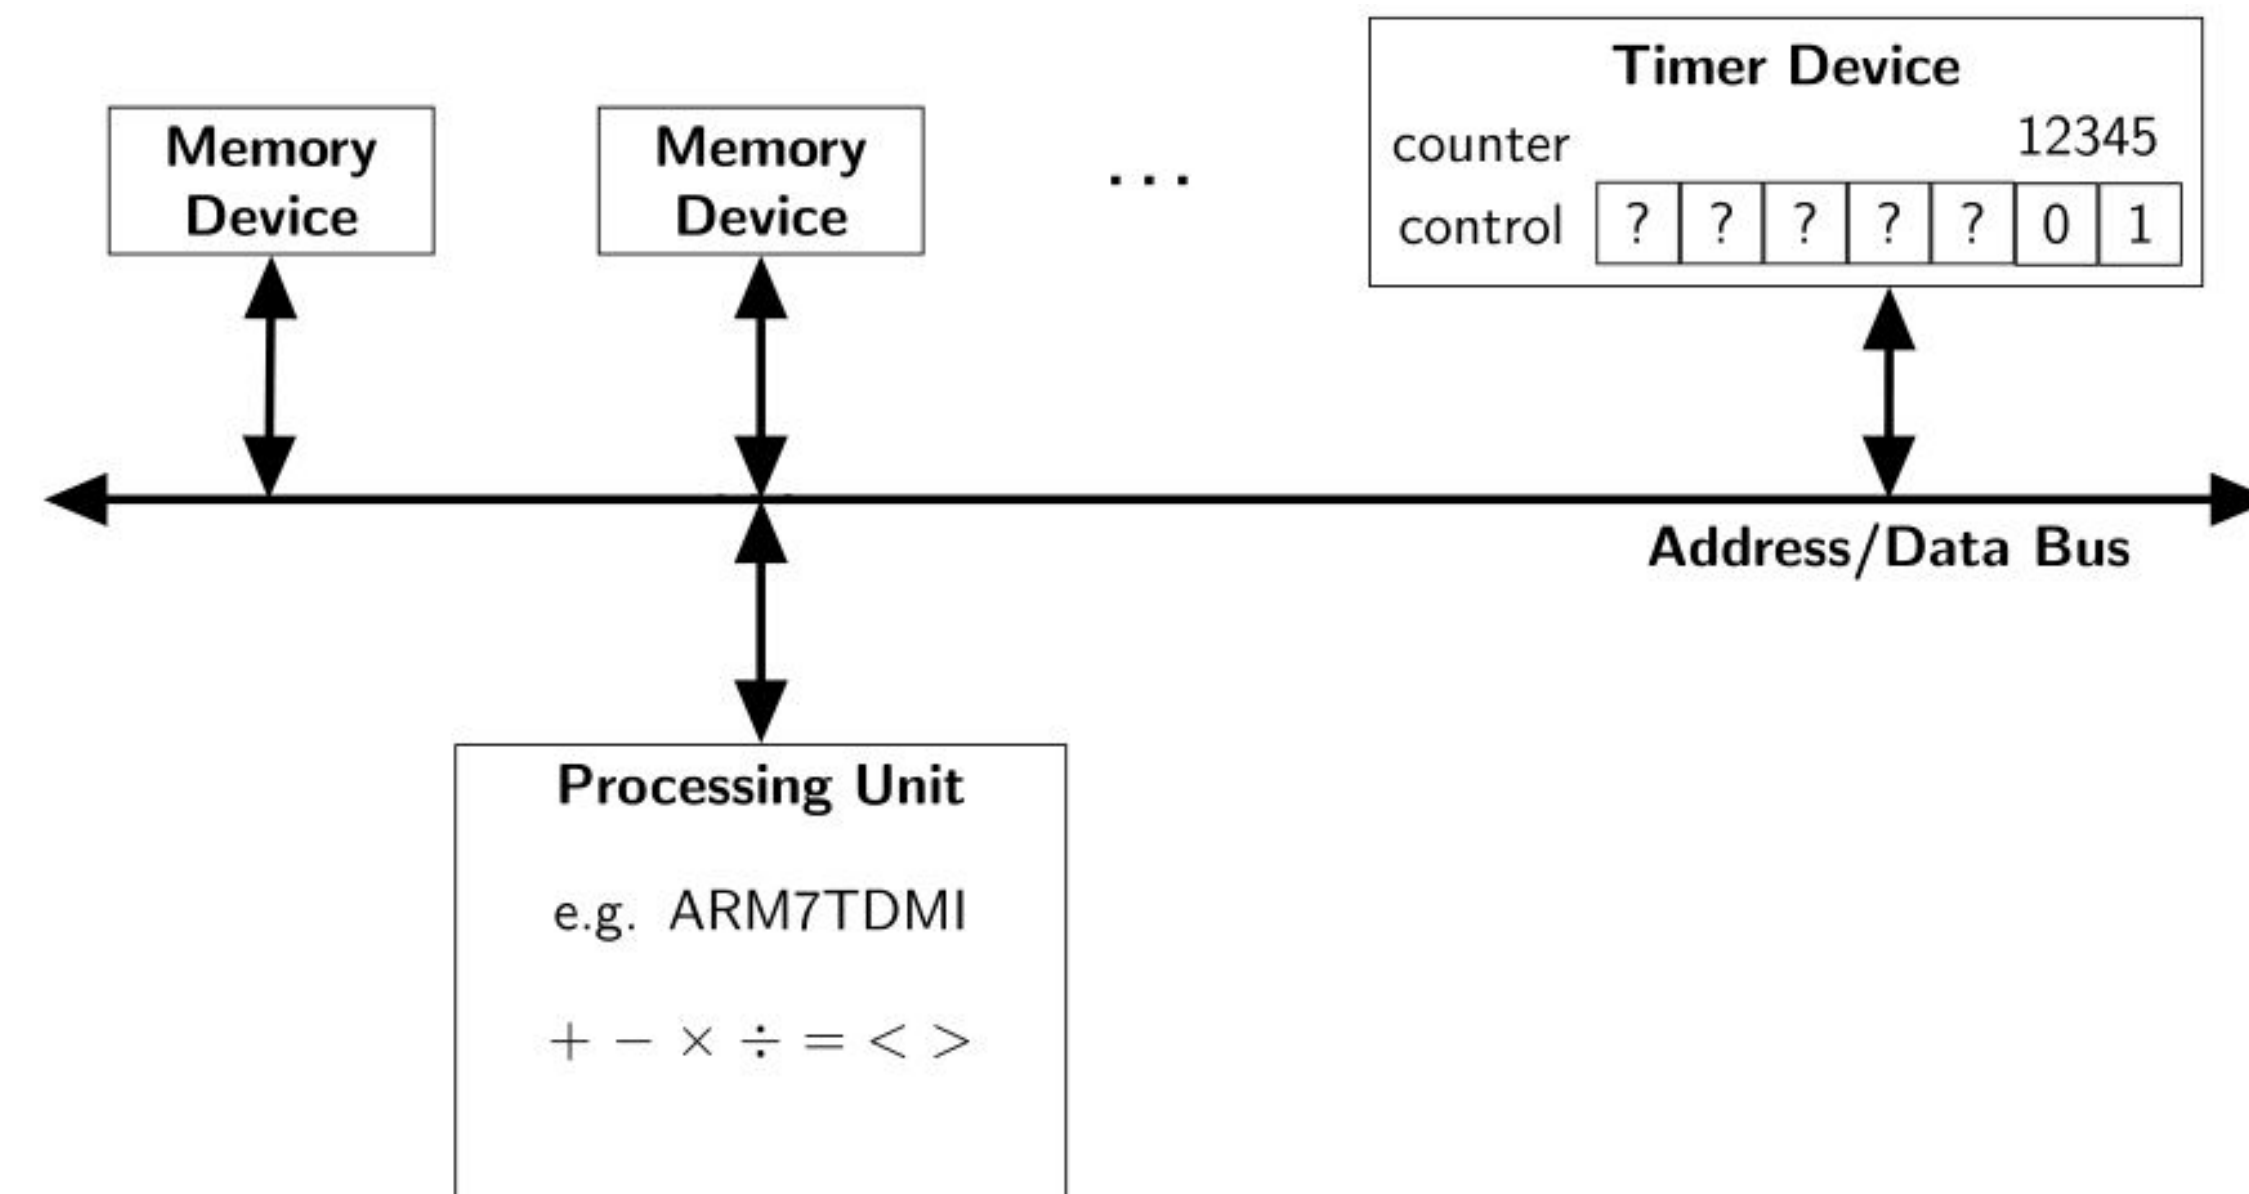 Memory
Device
Memory
Device
...
Timer Device
counter 12345
control ? ? ? ? ? 0 1
Address/Data Bus
Processing Unit
e.g. ARM7TDMI
+ − × ÷ = < >